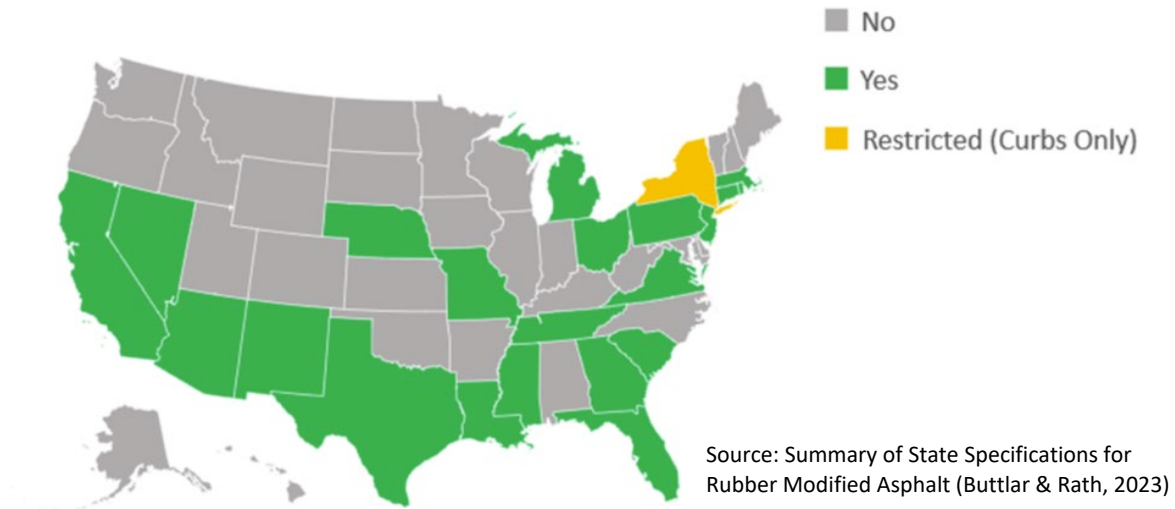 No
Yes
Restricted (Curbs Only)
Source: Summary of State Specifications for
Rubber Modified Asphalt (Buttlar & Rath, 2023)